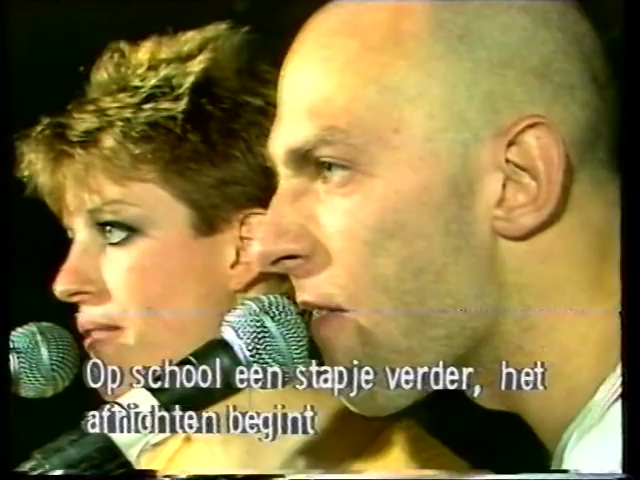 Op school een stapje verder, het
africhten begint